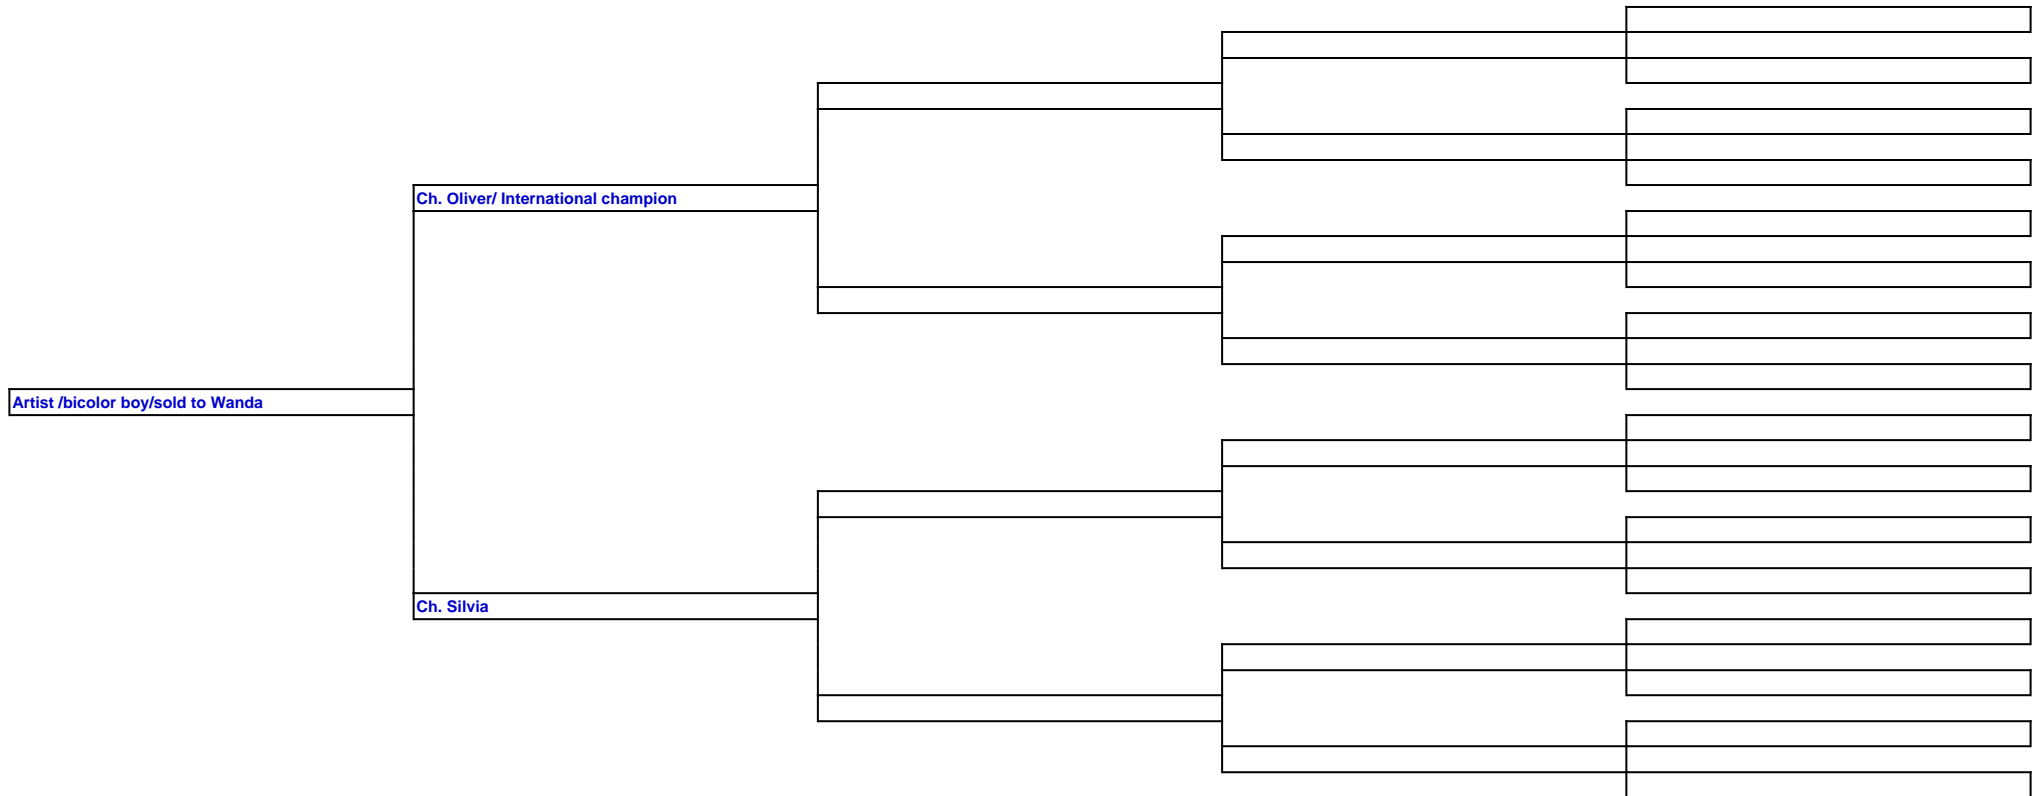 Ch. Oliver/ International champion
Artist /bicolor boy/sold to Wanda
Ch. Silvia